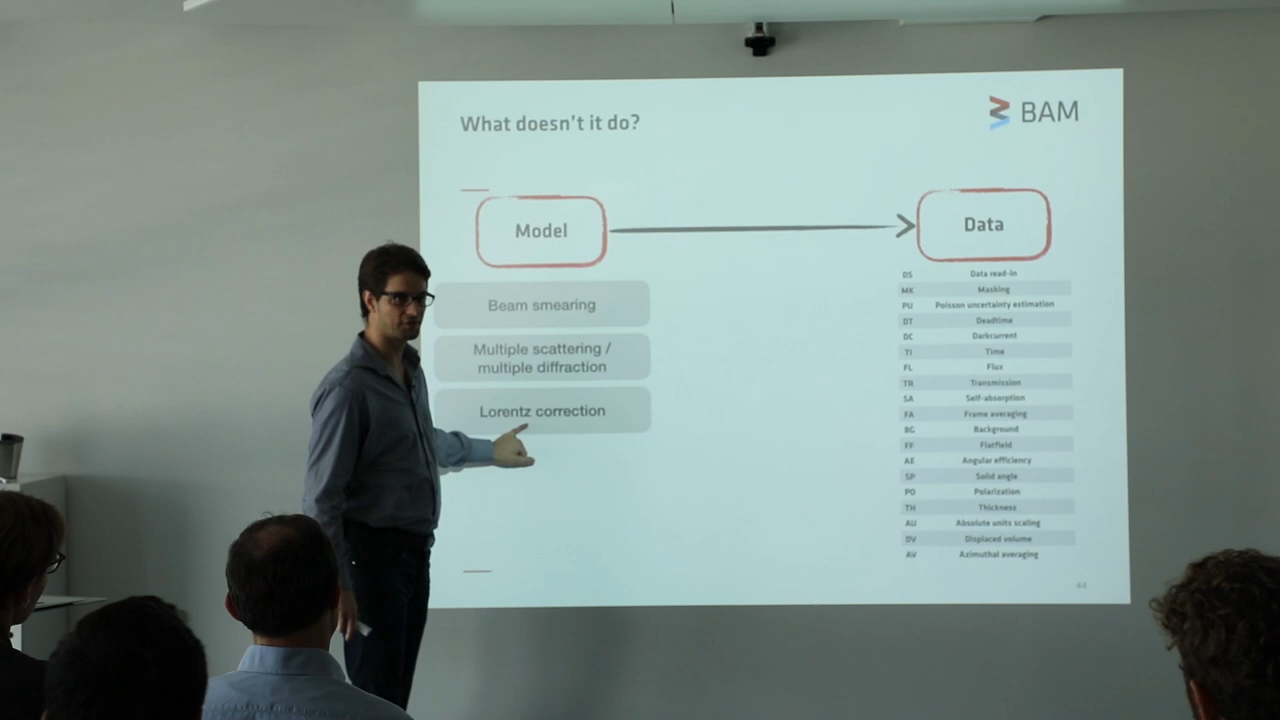 What doesn't it do?
BAM
Model
Data
Beam smearing
Multiple scattering /
multiple diffraction
Lorentz correction
DS Data read-in
MK Masking
PU Poisson uncertainty estimation
DT Deadtime
DC Darkcurrent
TI Time
FL Flux
TR Transmission
SA Self-absorption
FA Frame averaging
BG Background
FF Flatfield
AE Angular efficiency
SP Solid angle
PO Polarization
TH Thickness
AU Absolute units scaling
DV Displaced volume
AV Azimuthal averaging
64